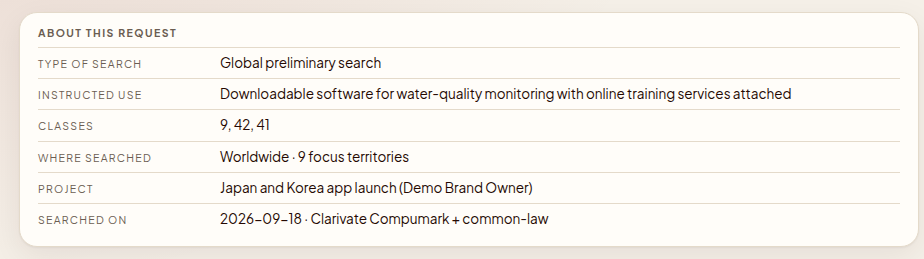 ABOUT THIS REQUEST
TYPE OF SEARCH Global preliminary search
INSTRUCTED USE Downloadable software for water-quality monitoring with online training services attached
CLASSES 9, 42, 41
WHERE SEARCHED Worldwide · 9 focus territories
PROJECT Japan and Korea app launch (Demo Brand Owner)
SEARCHED ON 2026-09-18 · Clarivate Compumark + common-law